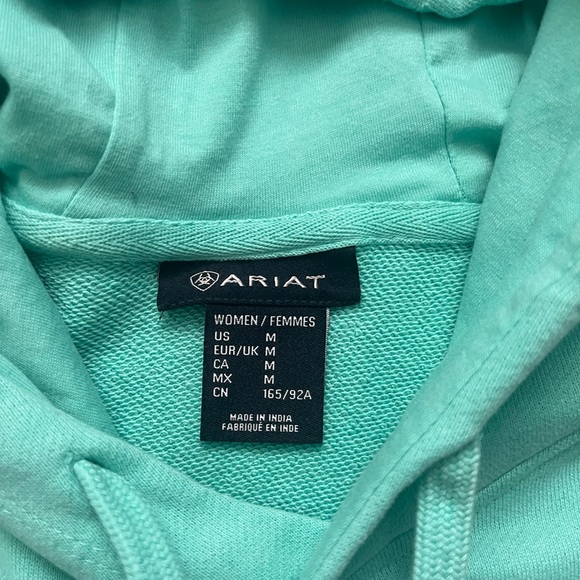 ARIAT
WOMEN / FEMMES
US M
EUR/UK M
CA M
MX M
CN 165/92A
MADE IN INDIA
FABRIQUÉ EN INDE